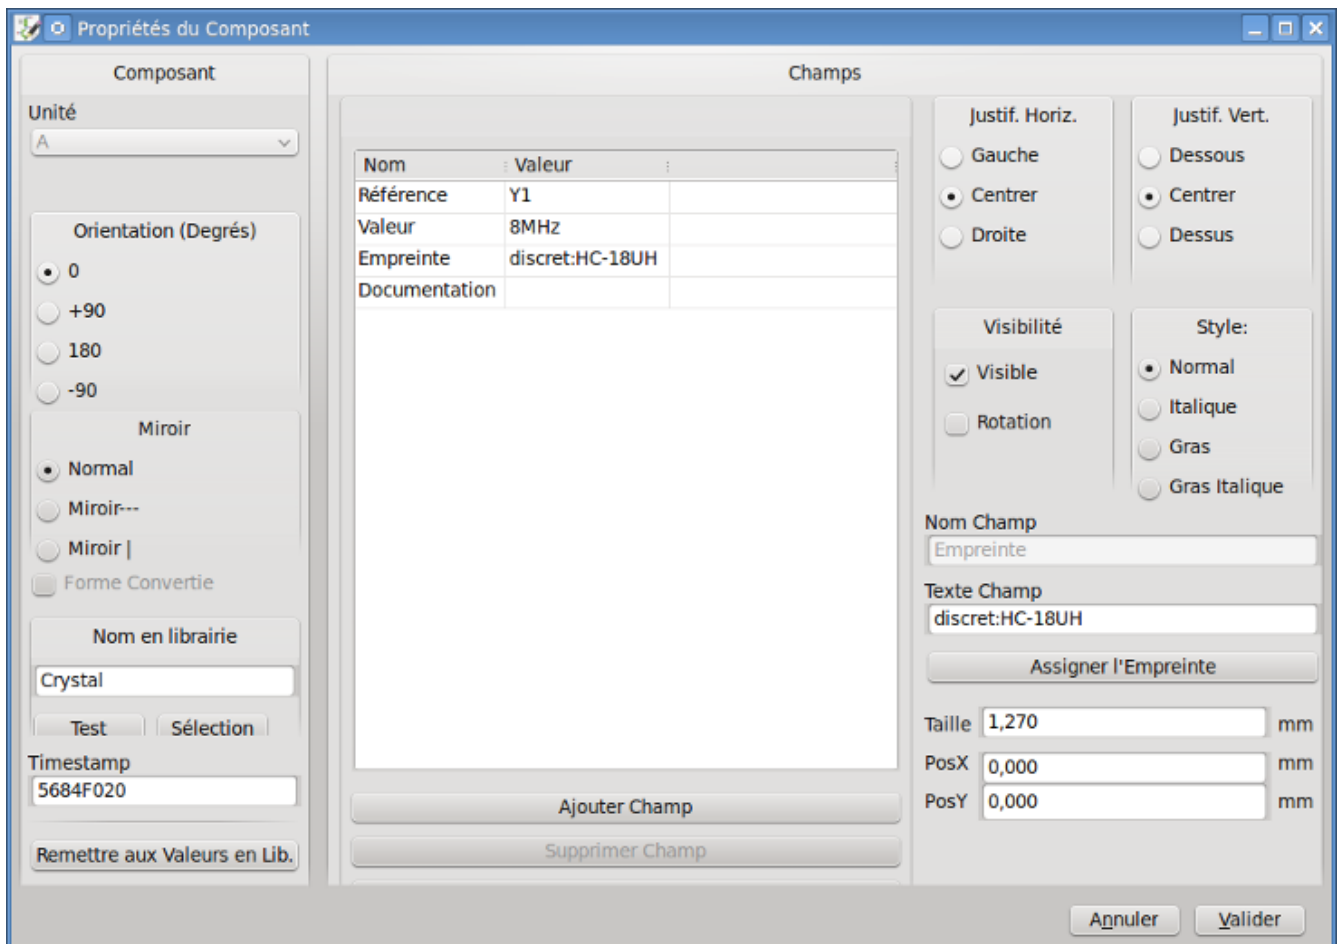 Propriétés du Composant
Composant
Unité
A
Orientation (Degrés)
0
+90
180
-90
Miroir
Normal
Miroir---
Miroir |
Forme Convertie
Nom en librairie
Crystal
Test Sélection
Timestamp
5684F020
Remettre aux Valeurs en Lib.
Champs
Nom Valeur
Référence Y1
Valeur 8MHz
Empreinte discret:HC-18UH
Documentation
Ajouter Champ
Supprimer Champ
Justif. Horiz.
Gauche
Centrer
Droite
Justif. Vert.
Dessous
Centrer
Dessus
Visibilité
Visible
Rotation
Style:
Normal
Italique
Gras
Gras Italique
Nom Champ
Empreinte
Texte Champ
discret:HC-18UH
Assigner l'Empreinte
Taille 1,270 mm
PosX 0,000 mm
PosY 0,000 mm
Annuler Valider